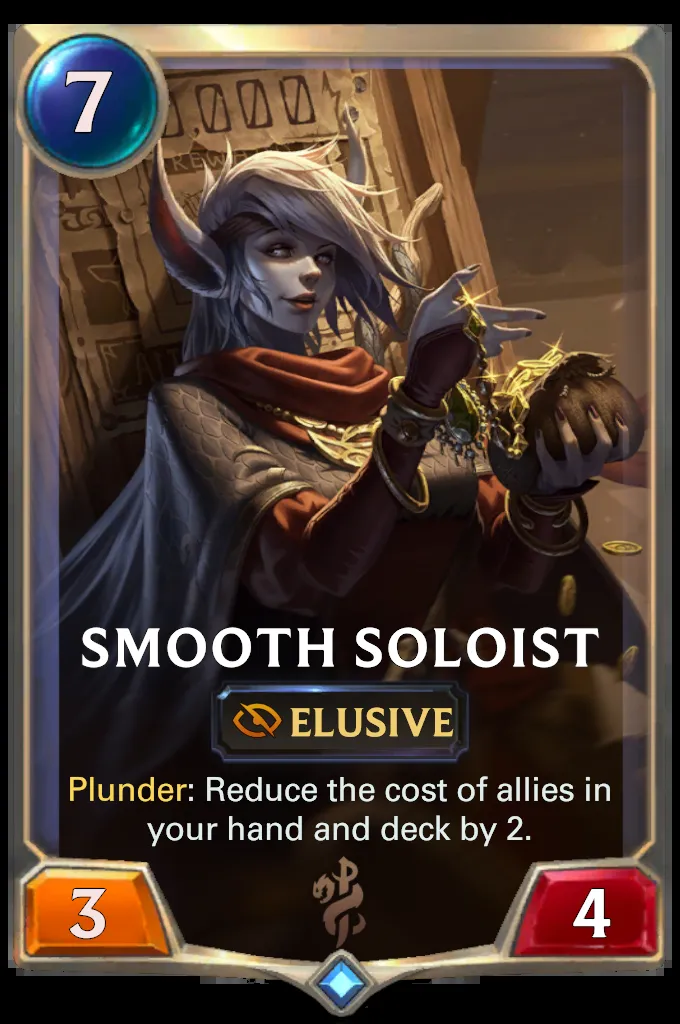 7
SMOOTH SOLOIST
ELUSIVE
Plunder: Reduce the cost of allies in
your hand and deck by 2.
3
4